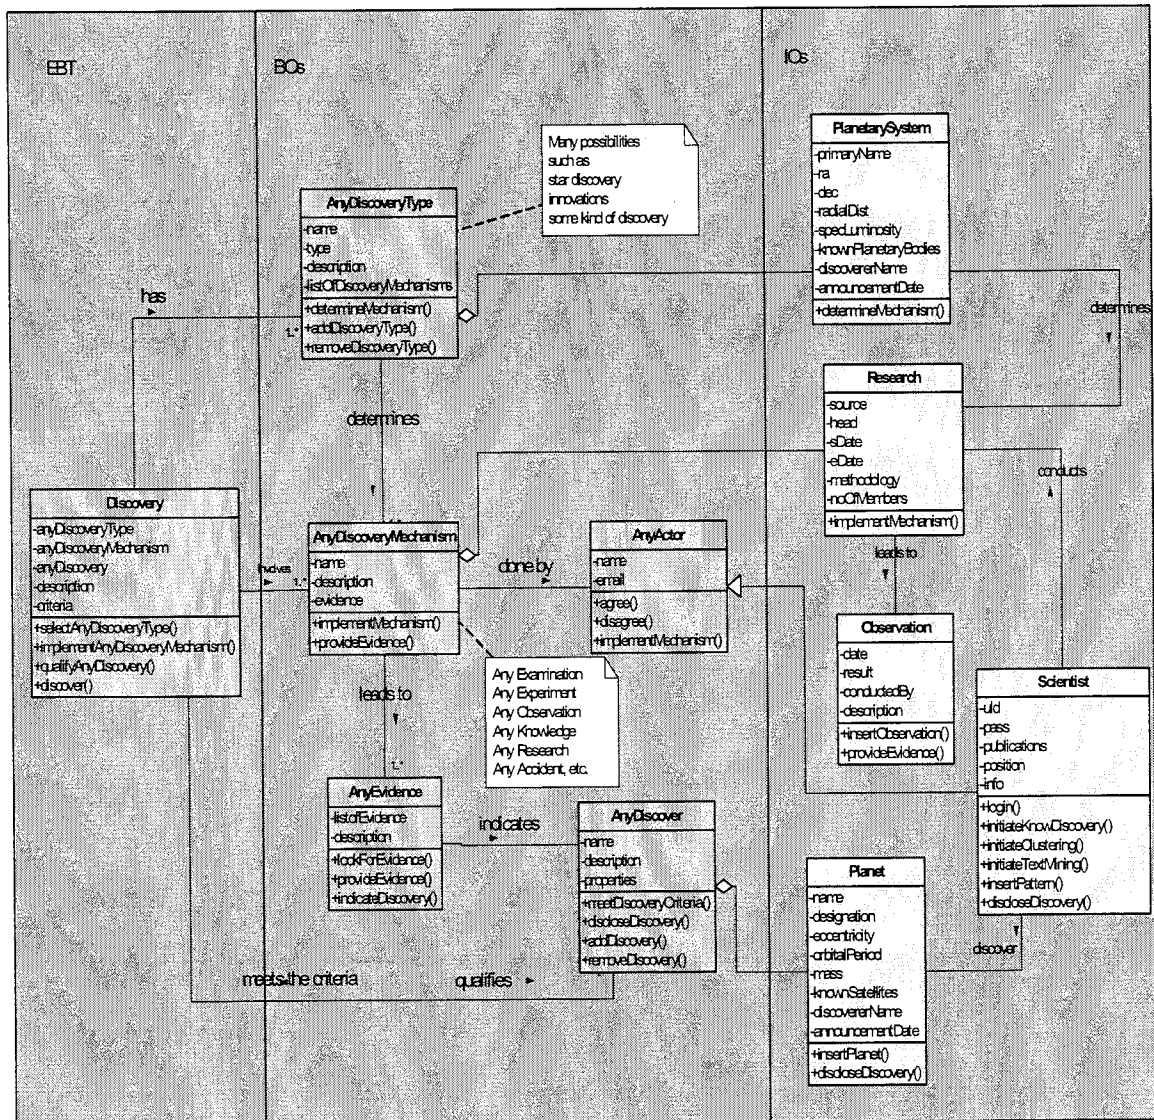 EBT
BOs
IOs
Many possibilities
such as
star discovery
innovations
some kind of discovery
AnyDiscoveryType
-name
-type
-description
-listOfDiscoveryMechanisms
+determineMechanism()
+addDiscoveryType()
+removeDiscoveryType()
has
1..*
determines
PlanetarySystem
-primaryName
-ra
-dec
-radialDist
-specLuminosity
-knownPlanetaryBodies
-discovererName
-announcementDate
+determineMechanism()
determines
Research
-source
-head
-sDate
-eDate
-methodology
-noOfMembers
+implementMechanism()
conducts
leads to
Discovery
-anyDiscoveryType
-anyDiscoveryMechanism
-anyDiscovery
-description
-criteria
+selectAnyDiscoveryType()
+implementAnyDiscoveryMechanism()
+qualifyAnyDiscovery()
+discover()
involves
1..*
AnyDiscoveryMechanism
-name
-description
-evidence
+implementMechanism()
+provideEvidence()
done by
AnyActor
-name
-email
+agree()
+disagree()
+implementMechanism()
leads to
1..*
Any Examination
Any Experiment
Any Observation
Any Knowledge
Any Research
Any Accident, etc.
Observation
-date
-result
-conductedBy
-description
+insertObservation()
+provideEvidence()
Scientist
-uId
-pass
-publications
-position
-info
+login()
+initiateKnowDiscovery()
+initiateClustering()
+initiateTextMining()
+insertPattern()
+discloseDiscovery()
AnyEvidence
-listofEvidence
-description
+lookForEvidence()
+provideEvidence()
+indicateDiscovery()
indicates
AnyDiscover
-name
-description
-properties
+meetDiscoveryCriteria()
+discloseDiscovery()
+addDiscovery()
+removeDiscovery()
Planet
-name
-designation
-eccentricity
-orbitalPeriod
-mass
-knownSatellites
-discovererName
-announcementDate
+insertPlanet()
+discloseDiscovery()
discover
meets the criteria
qualifies